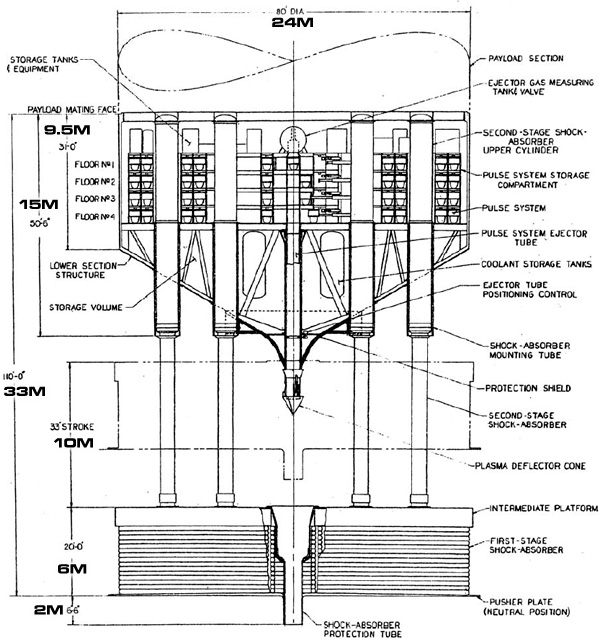 80' DIA
24M
STORAGE TANKS
& EQUIPMENT
PAYLOAD SECTION
EJECTOR GAS MEASURING
TANK & VALVE
PAYLOAD MATING FACE
9.5M
31'-0"
SECOND-STAGE SHOCK-
ABSORBER
UPPER CYLINDER
FLOOR Nº1
FLOOR Nº2
FLOOR Nº3
FLOOR Nº4
PULSE SYSTEM STORAGE
COMPARTMENT
15M
50'-6"
PULSE SYSTEM
PULSE SYSTEM EJECTOR
TUBE
LOWER SECTION
STRUCTURE
COOLANT STORAGE TANKS
STORAGE VOLUME
EJECTOR TUBE
POSITIONING CONTROL
SHOCK-ABSORBER
MOUNTING TUBE
110'-0"
33M
PROTECTION SHIELD
33' STROKE
10M
SECOND-STAGE
SHOCK-ABSORBER
PLASMA DEFLECTOR CONE
INTERMEDIATE PLATFORM
20'-0"
FIRST-STAGE
SHOCK-ABSORBER
6M
2M 6'-6"
PUSHER PLATE
(NEUTRAL POSITION)
SHOCK-ABSORBER
PROTECTION TUBE